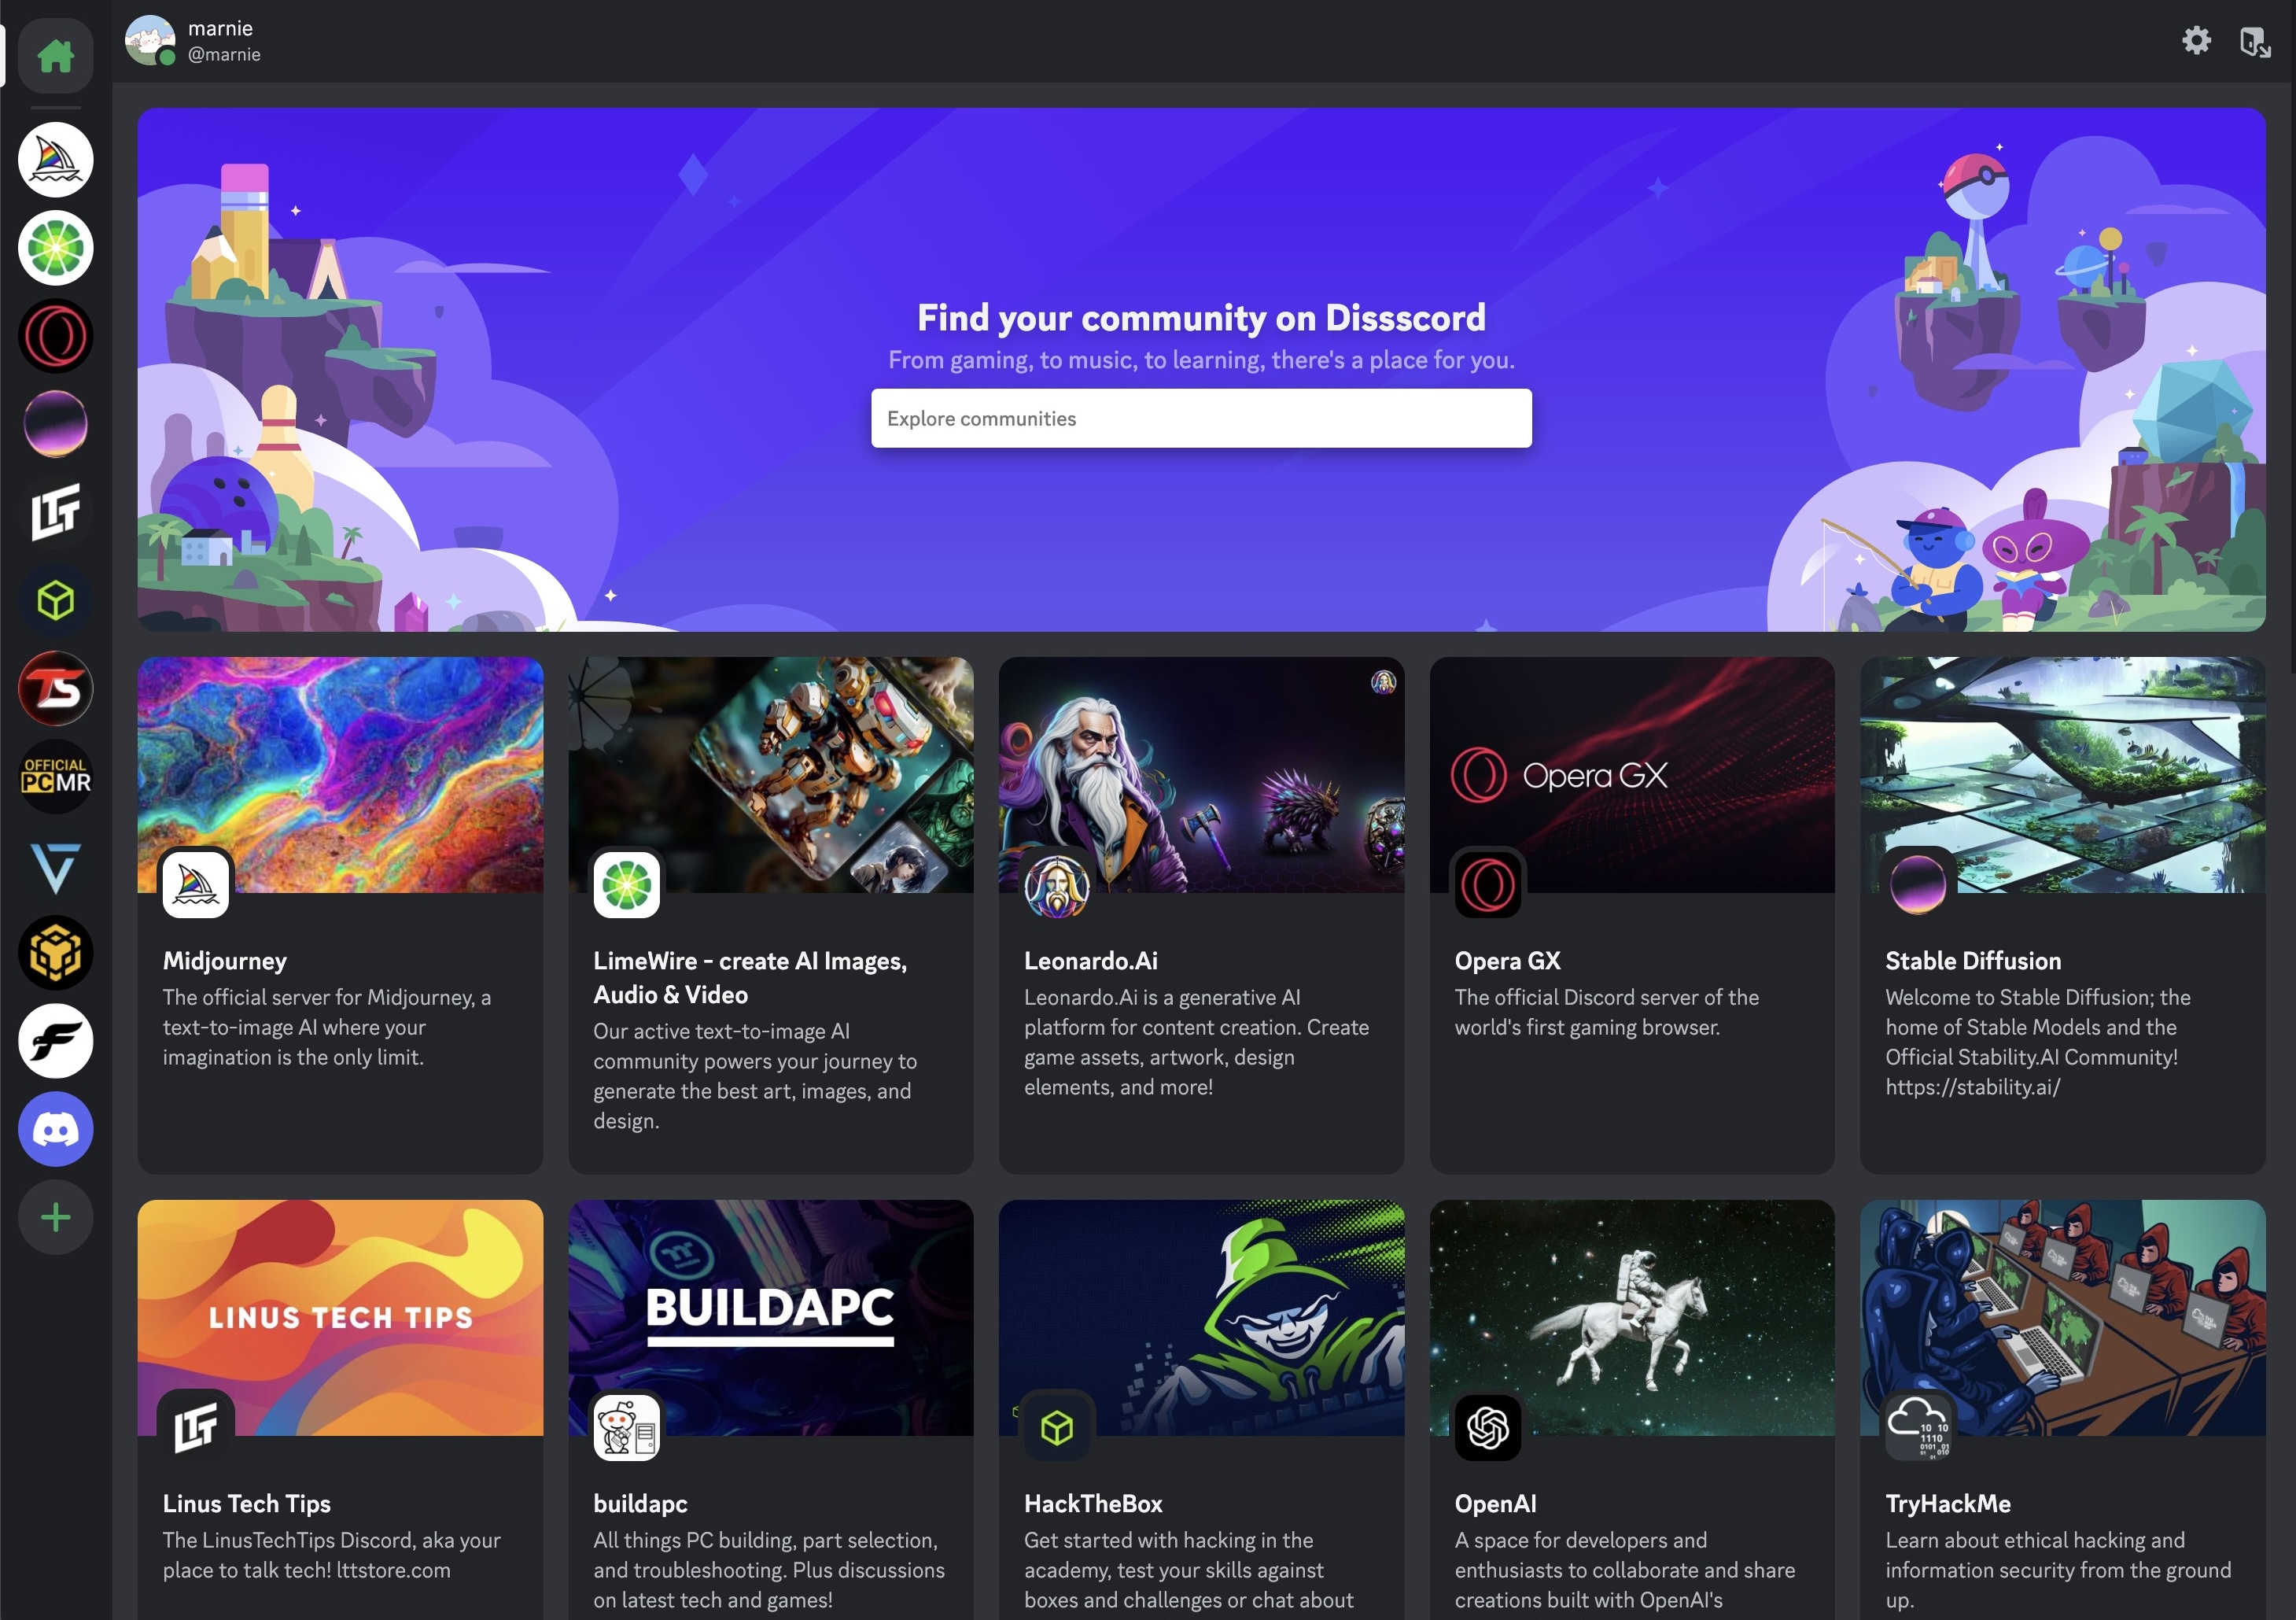 marnie
@marnie
Find your community on Dissscord
From gaming, to music, to learning, there's a place for you.
Explore communities
LTT
TS
OFFICIAL
PCMR
Opera GX
Midjourney
The official server for Midjourney, a
text-to-image AI where your
imagination is the only limit.
LimeWire - create AI Images,
Audio & Video
Our active text-to-image AI
community powers your journey to
generate the best art, images, and
design.
Leonardo.Ai
Leonardo.Ai is a generative AI
platform for content creation. Create
game assets, artwork, design
elements, and more!
Opera GX
The official Discord server of the
world's first gaming browser.
Stable Diffusion
Welcome to Stable Diffusion; the
home of Stable Models and the
Official Stability.AI Community!
https://stability.ai/
LINUS TECH TIPS
LTT
BUILDAPC
10 10
1110
0101 01
01 010
Linus Tech Tips
The LinusTechTips Discord, aka your
place to talk tech! lttstore.com
buildapc
All things PC building, part selection,
and troubleshooting. Plus discussions
on latest tech and games!
HackTheBox
Get started with hacking in the
academy, test your skills against
boxes and challenges or chat about
OpenAI
A space for developers and
enthusiasts to collaborate and share
creations built with OpenAI's
TryHackMe
Learn about ethical hacking and
information security from the ground
up.